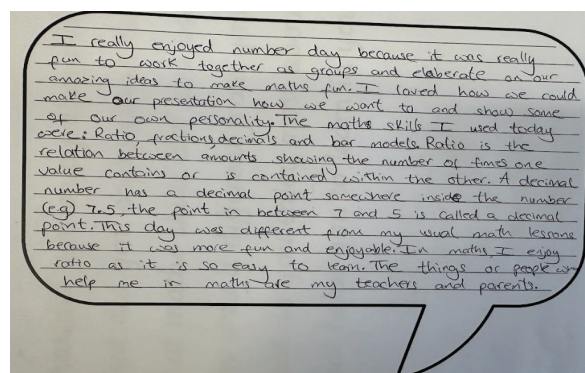 I really enjoyed number day because it was really
fun to work together as groups and elaberate on our
amazing ideas to make maths fun. I loved how we could
make our presentation how we want to and show some
of our own personality. The maths skills I used today
were: Ratio, fractions, decimals and bar models. Ratio is the
relation between amounts showing the number of times one
value contains or is contained within the other. A decimal
number has a decimal point somewhere inside the number
(e.g) 7.5, the point in between 7 and 5 is called a decimal
point. This day was different from my usual math lessons
because it was more fun and enjoyable. In maths, I enjoy
ratio as it is so easy to learn. The things or people
help me in maths are my teachers and parents.